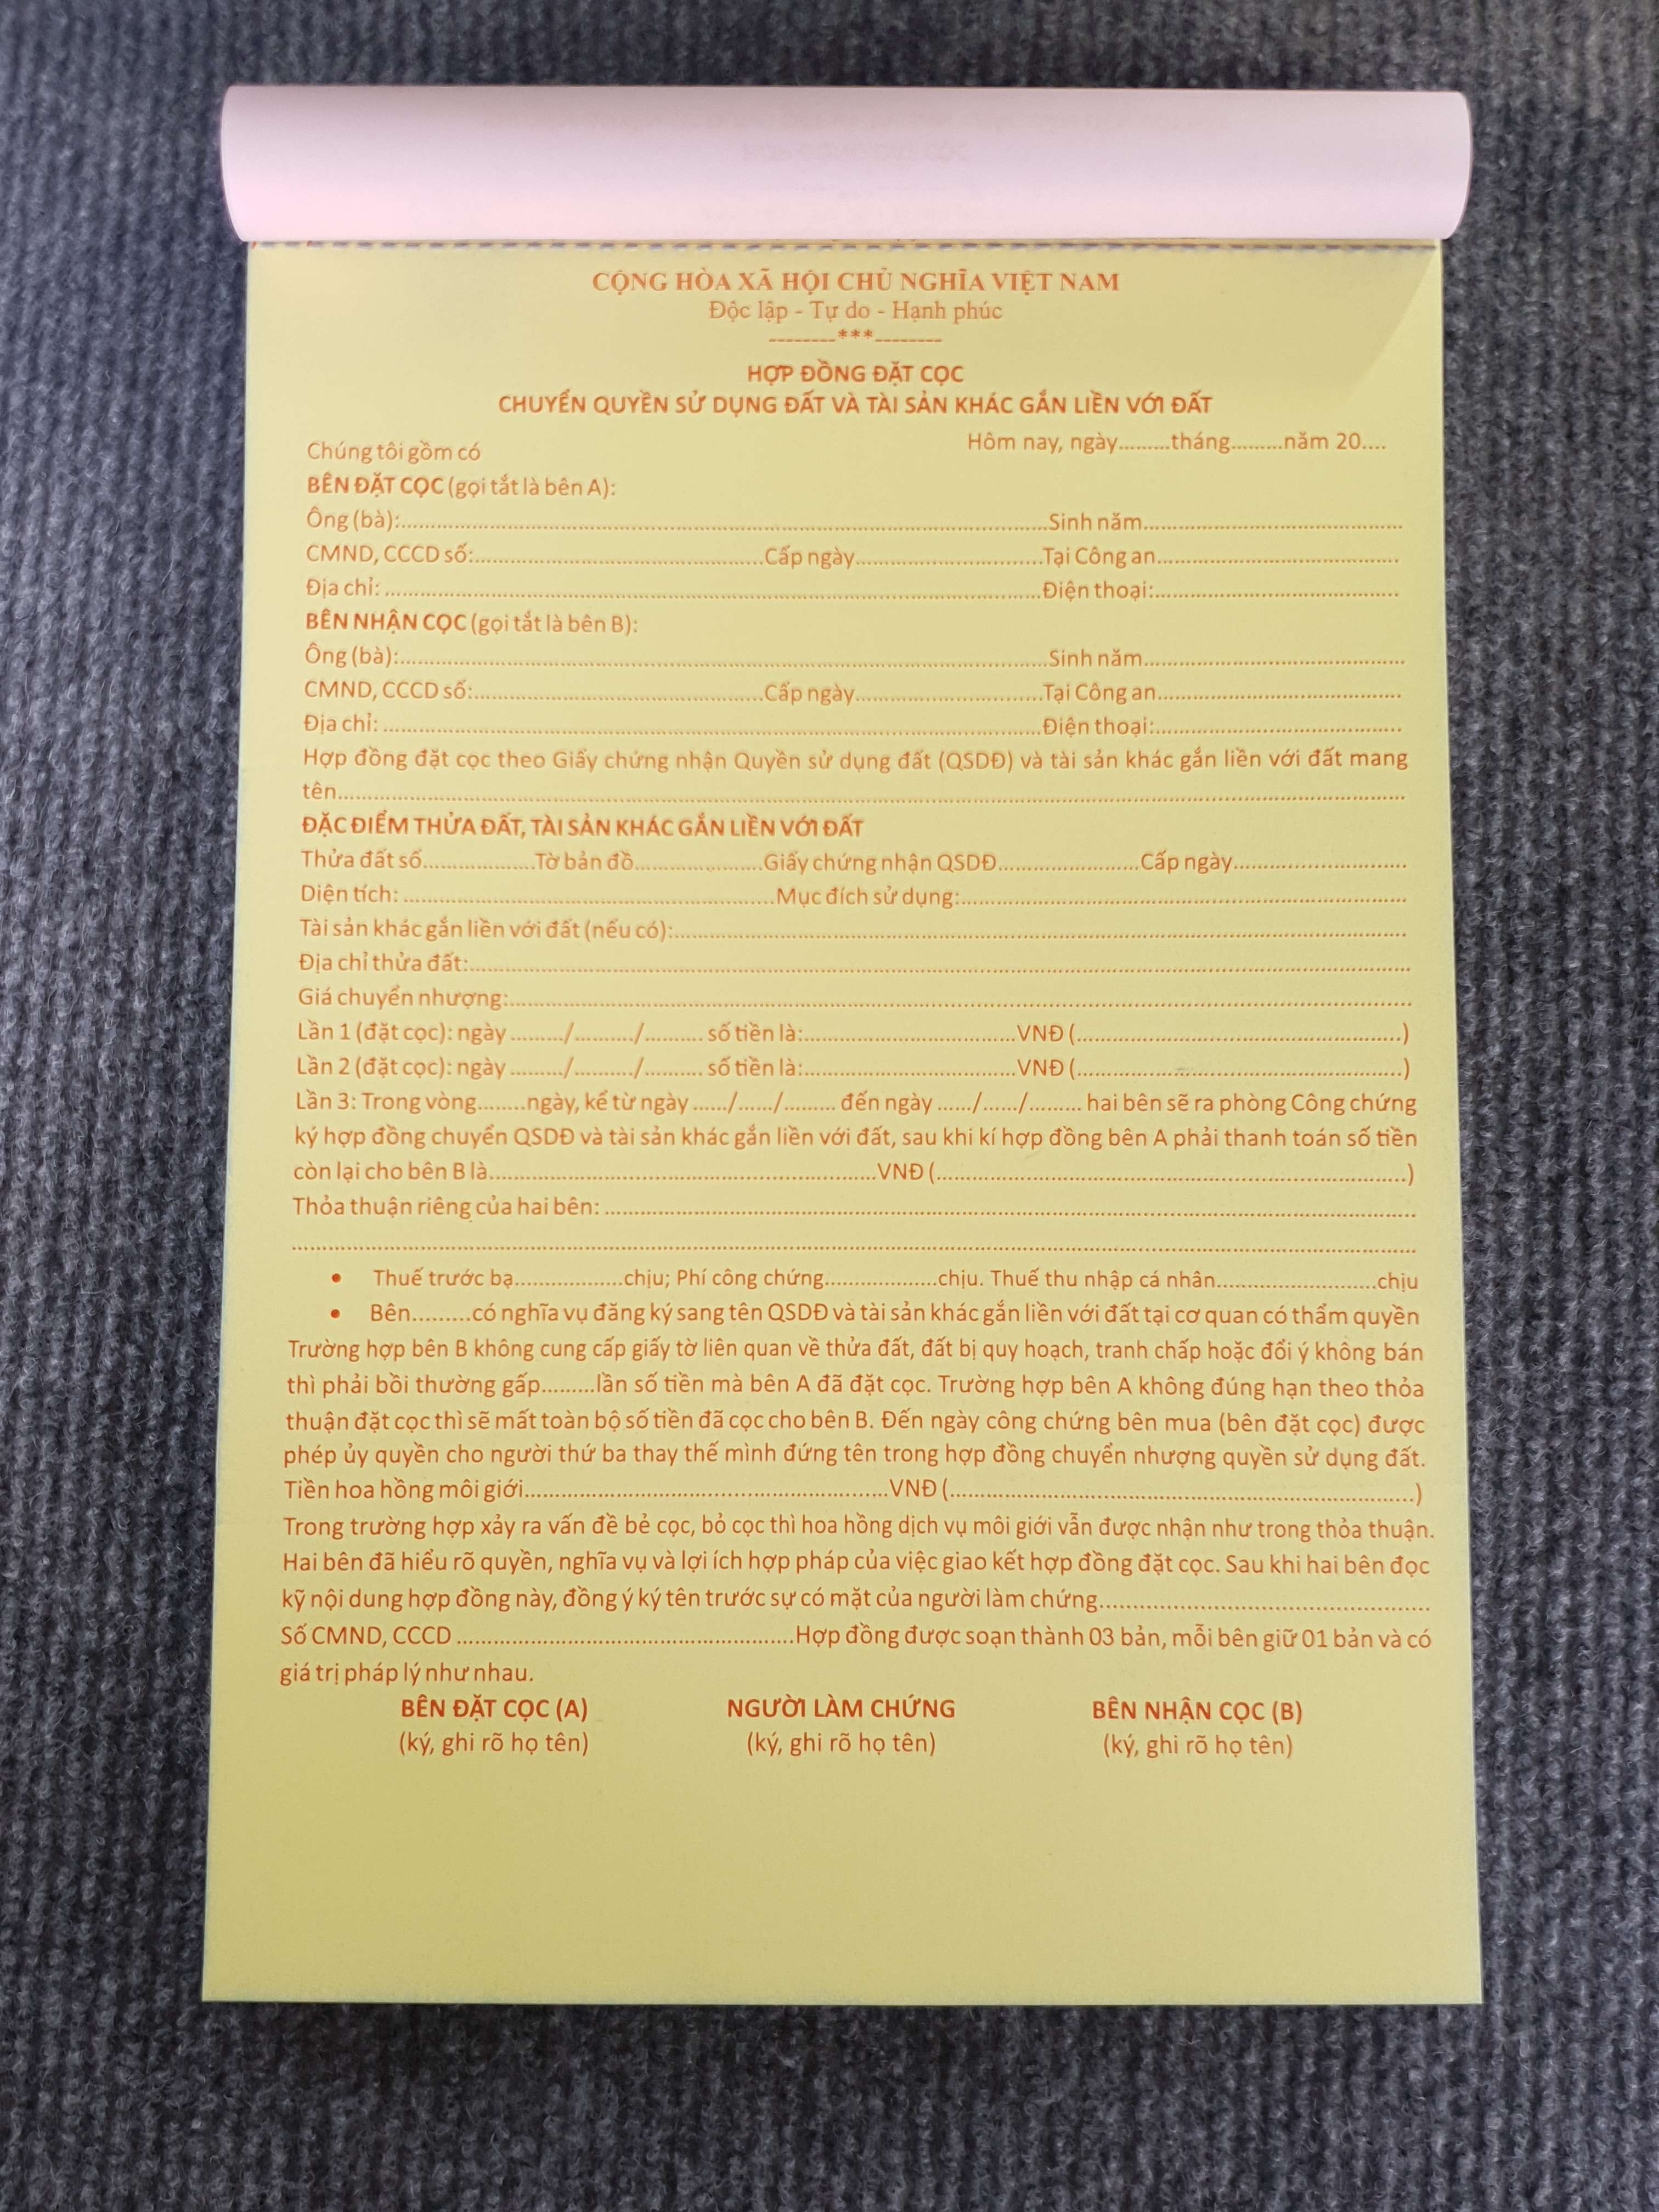 CỘNG HÒA XÃ HỘI CHỦ NGHĨA VIỆT NAM
Độc lập - Tự do - Hạnh phúc
--------***--------
HỢP ĐỒNG ĐẶT CỌC
CHUYỂN QUYỀN SỬ DỤNG ĐẤT VÀ TÀI SẢN KHÁC GẮN LIỀN VỚI ĐẤT
Hôm nay, ngày.........tháng.........năm 20....
Chúng tôi gồm có
BÊN ĐẶT CỌC (gọi tắt là bên A):
Ông (bà):..........................................Sinh năm....................
CMND, CCCD số:....................Cấp ngày....................Tại Công an....................
Địa chỉ: ..........................................Điện thoại:....................
BÊN NHẬN CỌC (gọi tắt là bên B):
Ông (bà):..........................................Sinh năm....................
CMND, CCCD số:....................Cấp ngày....................Tại Công an....................
Địa chỉ: ..........................................Điện thoại:....................
Hợp đồng đặt cọc theo Giấy chứng nhận Quyền sử dụng đất (QSDĐ) và tài sản khác gắn liền với đất mang
tên............................................................
ĐẶC ĐIỂM THỬA ĐẤT, TÀI SẢN KHÁC GẮN LIỀN VỚI ĐẤT
Thửa đất số...................Tờ bản đồ......................Giấy chứng nhận QSDĐ........................Cấp ngày....................
Diện tích: ..............................Mục đích sử dụng:..............................
Tài sản khác gắn liền với đất (nếu có):..............................
Địa chỉ thửa đất:..............................
Giá chuyển nhượng:..............................
Lần 1 (đặt cọc): ngày ........./........../.......... số tiền là:....................VNĐ (..............................)
Lần 2 (đặt cọc): ngày ........./........../.......... số tiền là:....................VNĐ (..............................)
Lần 3: Trong vòng........ngày, kể từ ngày ....../....../......... đến ngày ....../....../......... hai bên sẽ ra phòng Công chứng
ký hợp đồng chuyển QSDĐ và tài sản khác gắn liền với đất, sau khi kí hợp đồng bên A phải thanh toán số tiền
còn lại cho bên B là..............................VNĐ (..............................)
Thỏa thuận riêng của hai bên: ..............................
............................................................
• Thuế trước bạ...................chịu; Phí công chứng...................chịu. Thuế thu nhập cá nhân...........................chịu
• Bên..........có nghĩa vụ đăng ký sang tên QSDĐ và tài sản khác gắn liền với đất tại cơ quan có thẩm quyền
Trường hợp bên B không cung cấp giấy tờ liên quan về thửa đất, đất bị quy hoạch, tranh chấp hoặc đổi ý không bán
thì phải bồi thường gấp.........lần số tiền mà bên A đã đặt cọc. Trường hợp bên A không đúng hạn theo thỏa
thuận đặt cọc thì sẽ mất toàn bộ số tiền đã cọc cho bên B. Đến ngày công chứng bên mua (bên đặt cọc) được
phép ủy quyền cho người thứ ba thay thế mình đứng tên trong hợp đồng chuyển nhượng quyền sử dụng đất.
Tiền hoa hồng môi giới..............................VNĐ (..............................)
Trong trường hợp xảy ra vấn đề bẻ cọc, bỏ cọc thì hoa hồng dịch vụ môi giới vẫn được nhận như trong thỏa thuận.
Hai bên đã hiểu rõ quyền, nghĩa vụ và lợi ích hợp pháp của việc giao kết hợp đồng đặt cọc. Sau khi hai bên đọc
kỹ nội dung hợp đồng này, đồng ý ký tên trước sự có mặt của người làm chứng..............................
Số CMND, CCCD ..............................Hợp đồng được soạn thành 03 bản, mỗi bên giữ 01 bản và có
giá trị pháp lý như nhau.
BÊN ĐẶT CỌC (A) NGƯỜI LÀM CHỨNG BÊN NHẬN CỌC (B)
(ký, ghi rõ họ tên) (ký, ghi rõ họ tên) (ký, ghi rõ họ tên)